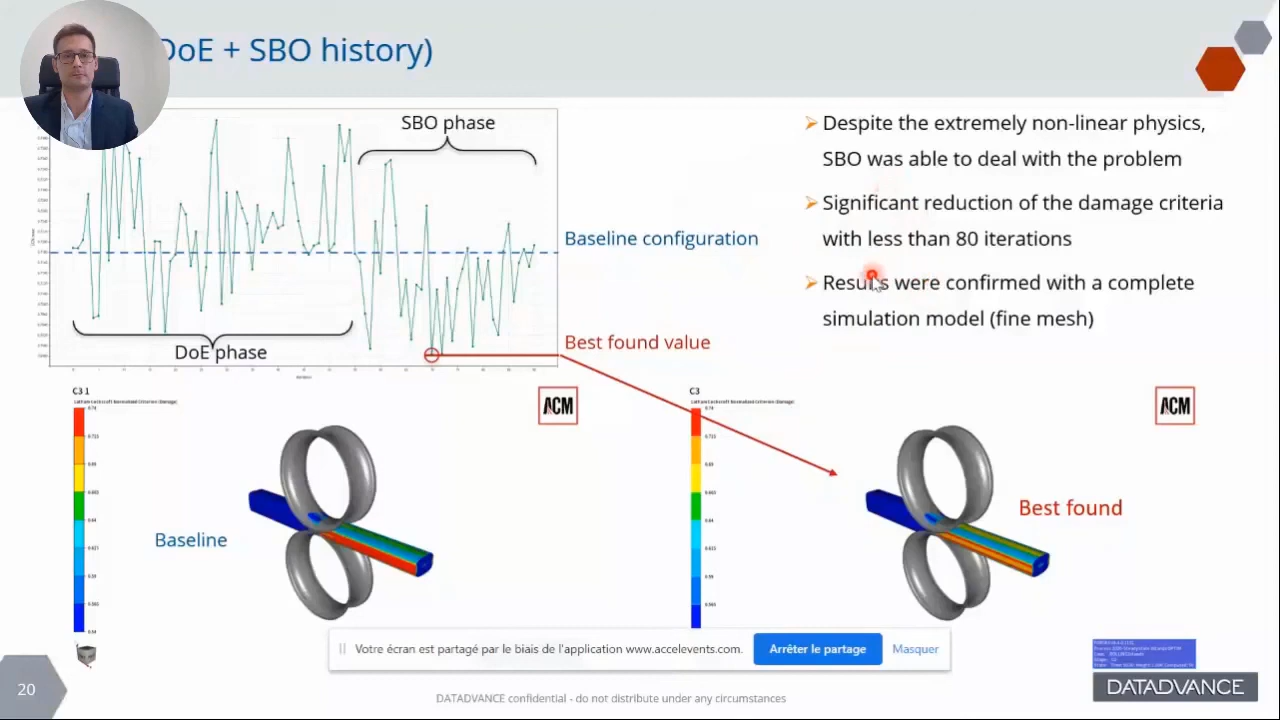 DoE + SBO history)
SBO phase
Despite the extremely non-linear physics,
SBO was able to deal with the problem
Significant reduction of the damage criteria
with less than 80 iterations
Results were confirmed with a complete
simulation model (fine mesh)
Baseline configuration
Best found value
DoE phase
C3 1
ACM
C3
ACM
Baseline
Best found
Votre écran est partagé par le biais de l'application www.accelevents.com.
Arrêter le partage
Masquer
20
DATADVANCE confidential - do not distribute under any circumstances
DATADVANCE